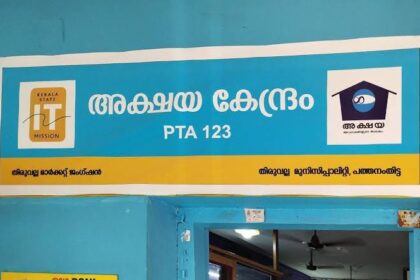 KERALA
STATE
IT
MISSION
അക്ഷയ കേന്ദ്രം
PTA 123
അക്ഷയ
തിരുവല്ല മാർക്കറ്റ് ജംഗ്ഷൻ
തിരുവല്ല മുനിസിപ്പാലിറ്റി, പത്തനംതിട്ട